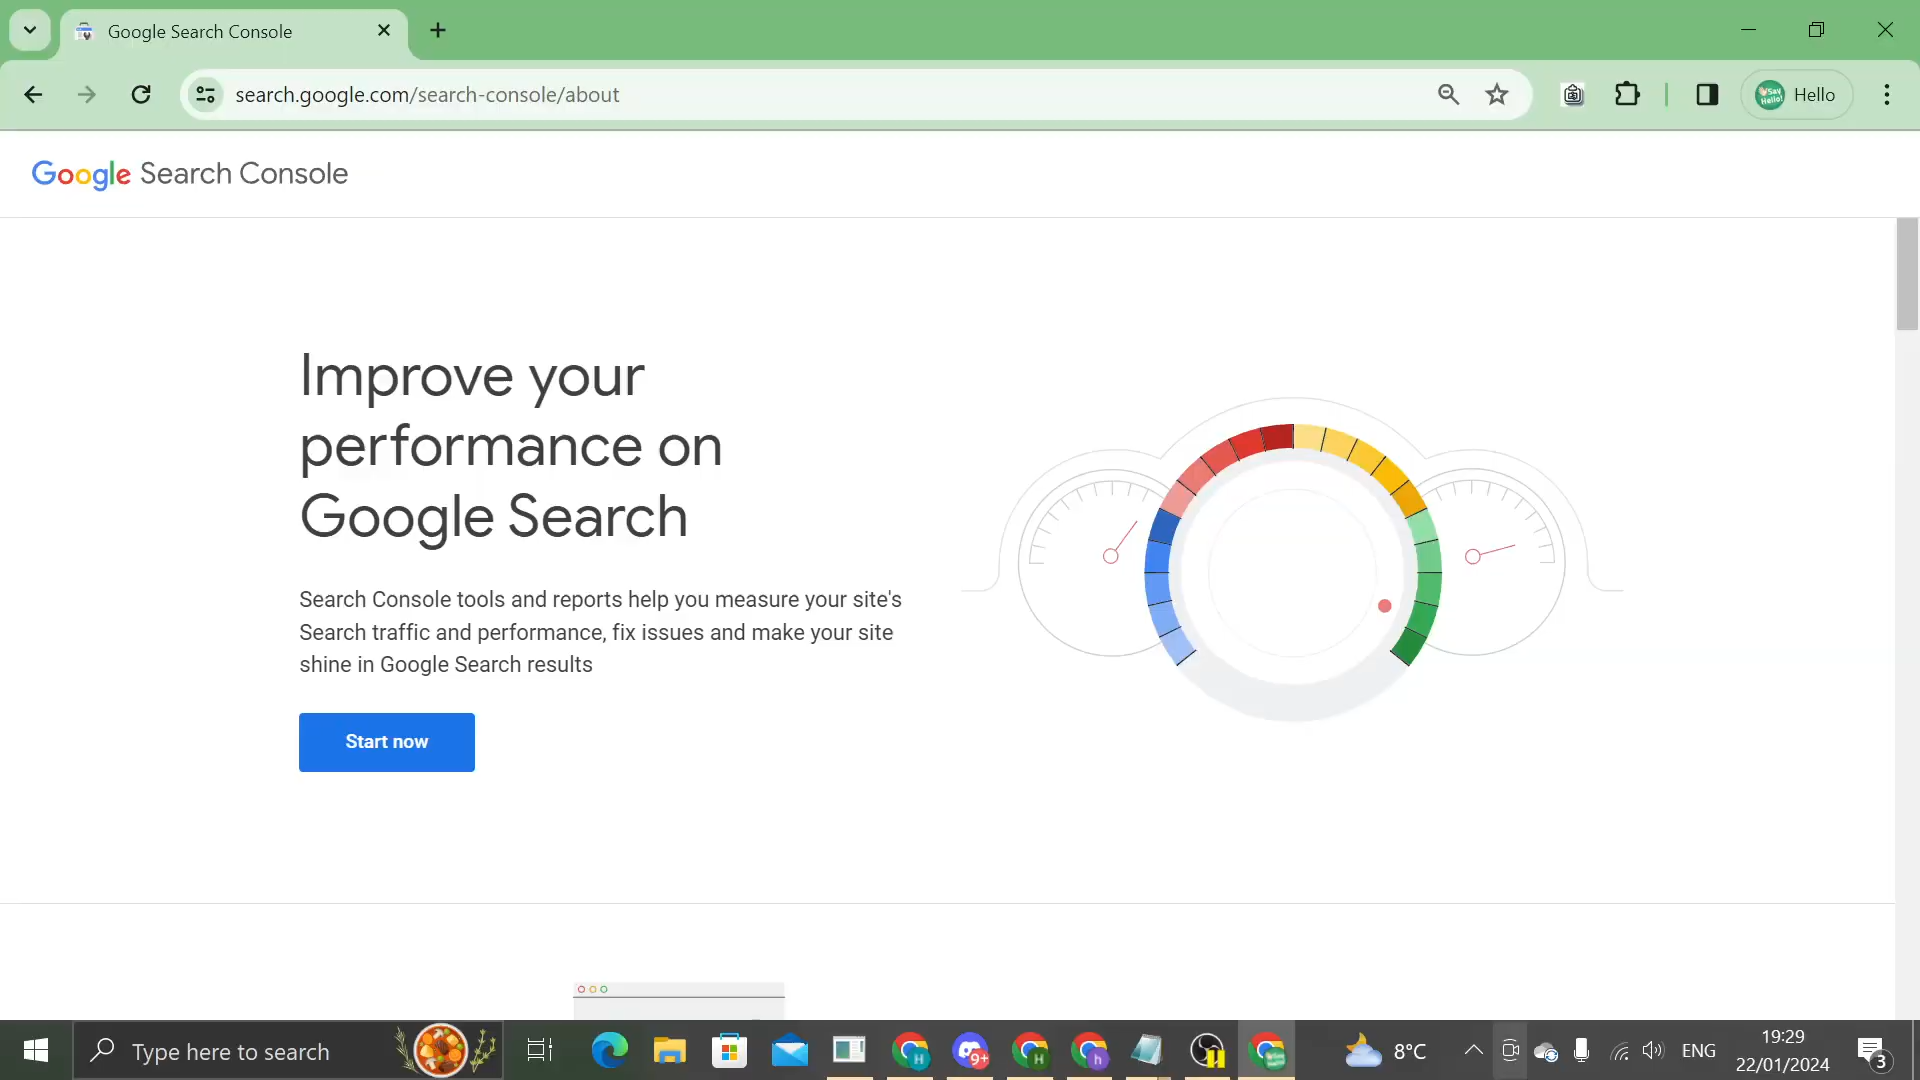 Google Search Console
search.google.com/search-console/about
Hello
Google Search Console
Improve your
performance on
Google Search
Search Console tools and reports help you measure your site's
Search traffic and performance, fix issues and make your site
shine in Google Search results
Start now
Type here to search
9+
H
H
h
8°C
ENG
19:29
22/01/2024
3